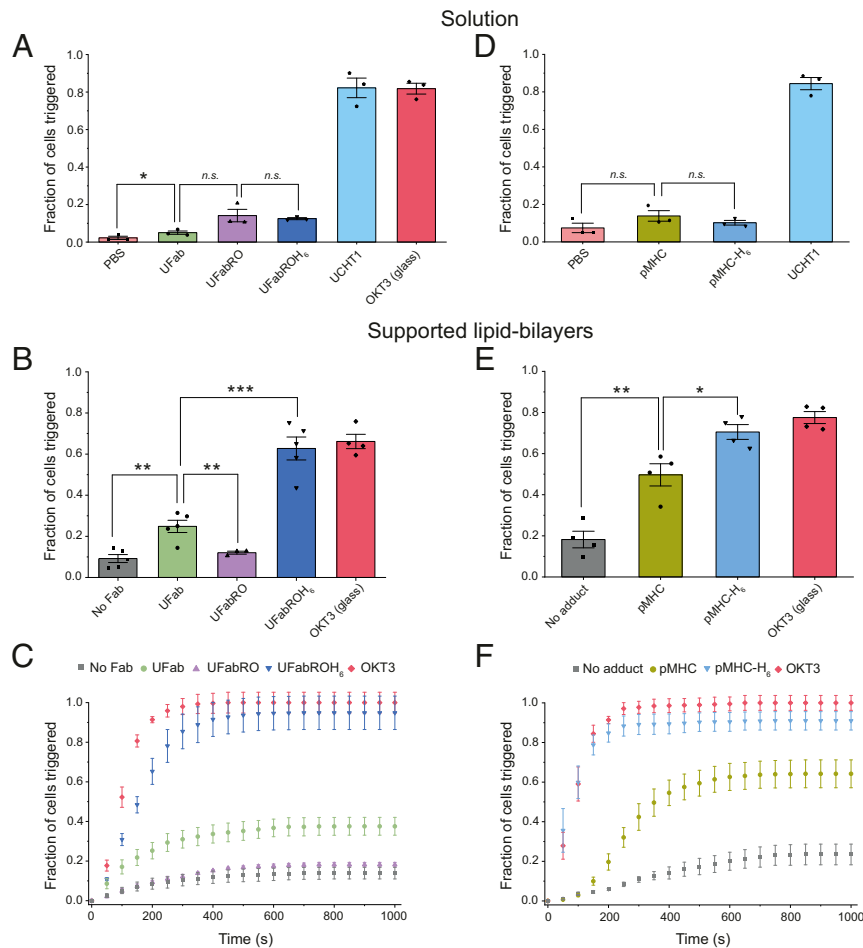 Solution
A
Fraction of cells triggered
1.0
0.8
0.6
0.4
0.2
0.0
*
n.s.
n.s.
PBS
UFab
UFabRO
UFabROH6
UCHT1
OKT3 (glass)
D
Fraction of cells triggered
1.0
0.8
0.6
0.4
0.2
0.0
n.s.
n.s.
PBS
pMHC
pMHC-H6
UCHT1
Supported lipid-bilayers
B
Fraction of cells triggered
1.0
0.8
0.6
0.4
0.2
0.0
***
**
**
No Fab
UFab
UFabRO
UFabROH6
OKT3 (glass)
E
Fraction of cells triggered
1.0
0.8
0.6
0.4
0.2
0.0
**
*
No adduct
pMHC
pMHC-H6
OKT3 (glass)
C
No Fab UFab UFabRO UFabROH6 OKT3
Fraction of cells triggered
1.0
0.8
0.6
0.4
0.2
0.0
0 200 400 600 800 1000
Time (s)
F
No adduct pMHC pMHC-H6 OKT3
Fraction of cells triggered
1.0
0.8
0.6
0.4
0.2
0.0
0 200 400 600 800 1000
Time (s)